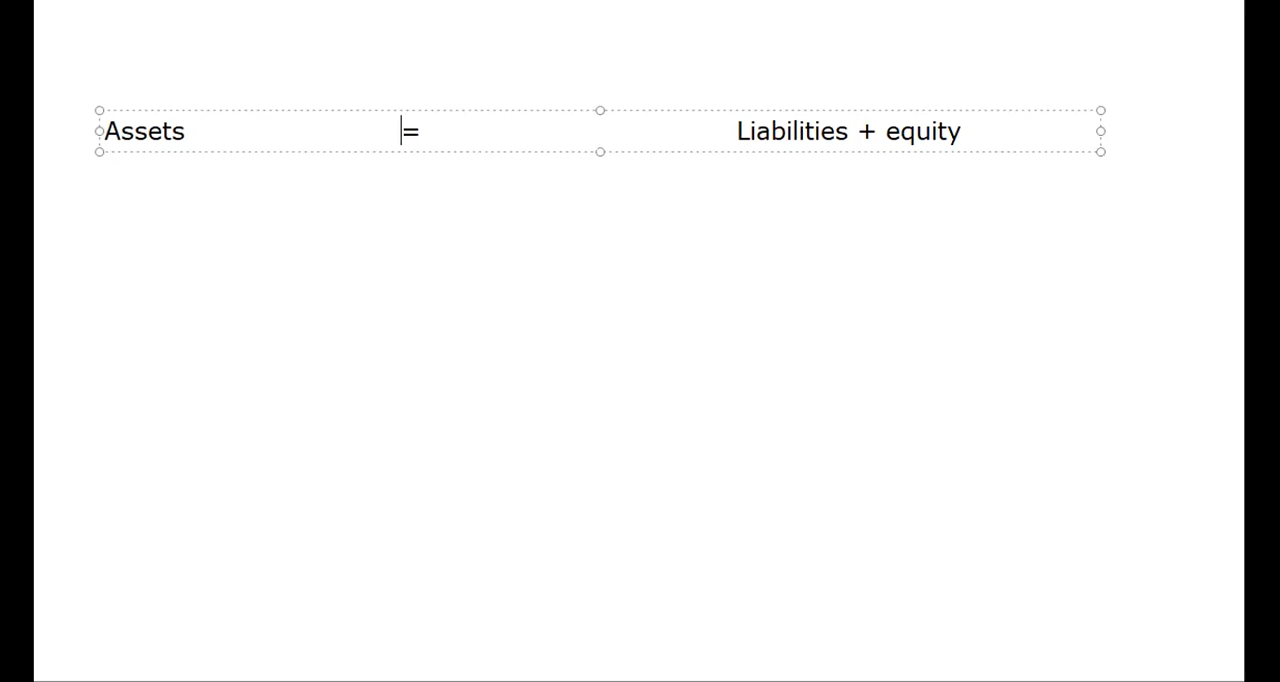 Assets = Liabilities + equity